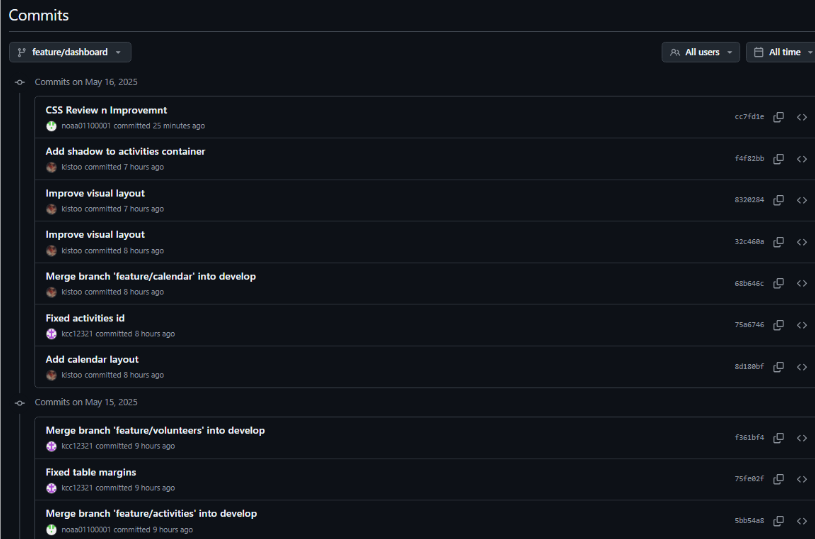 Commits
feature/dashboard
All users
All time
Commits on May 16, 2025
CSS Review n Improvemnt
noaa01100001 committed 25 minutes ago
cc7fd1e
Add shadow to activities container
kistoo committed 7 hours ago
f4f82bb
Improve visual layout
kistoo committed 7 hours ago
8320284
Improve visual layout
kistoo committed 8 hours ago
32c460a
Merge branch 'feature/calendar' into develop
kistoo committed 8 hours ago
68b646c
Fixed activities id
kcc12321 committed 8 hours ago
75a6746
Add calendar layout
kistoo committed 8 hours ago
8d180bf
Commits on May 15, 2025
Merge branch 'feature/volunteers' into develop
kcc12321 committed 9 hours ago
f361bf4
Fixed table margins
kcc12321 committed 9 hours ago
75fe02f
Merge branch 'feature/activities' into develop
noaa01100001 committed 9 hours ago
5bb54a8